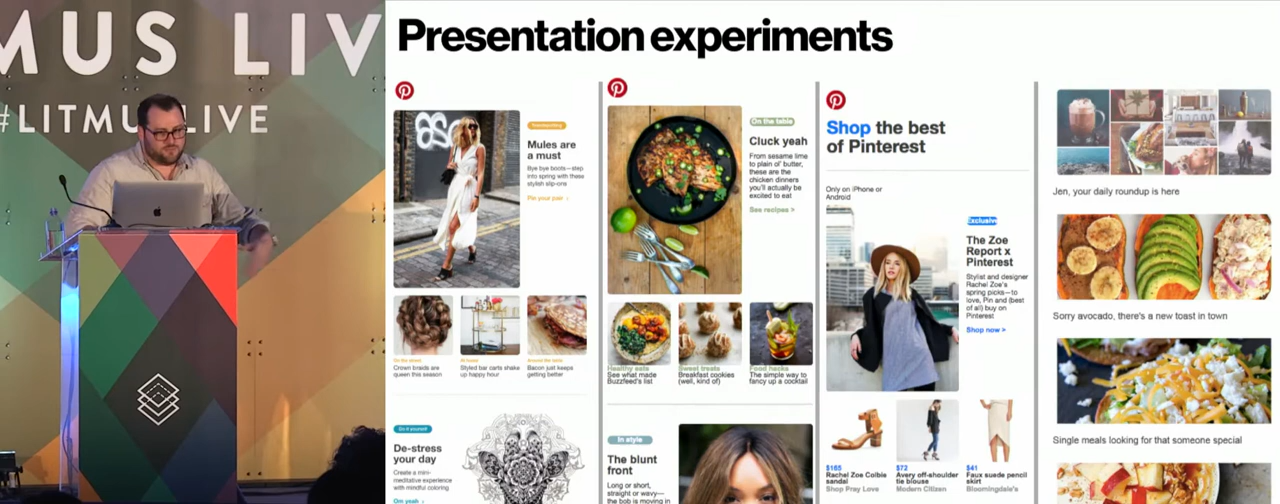 MUS LIV
#LITMUS LIVE
Presentation experiments
Mules are
a must
Bye bye boots—step
into spring with these
stylish slip-ons
Pin your pair ›
On the street
Crown braids are
queen this season
At home
Styled bar carts shake
up happy hour
Around the table
Bacon just keeps
getting better
Do it yourself
De-stress
your day
Create a mini-
meditative experience
with mindful coloring
Om yeah ›
On the table
Cluck yeah
From sesame lime
to plain ol' butter,
these are the
chicken dinners
you'll actually be
excited to eat
See recipes >
Healthy eats
See what made
Buzzfeed's list
Sweet treats
Breakfast cookies
(well, kind of)
Food hacks
The simple way to
fancy up a cocktail
In style
The blunt
front
Long or short,
straight or wavy—
the bob is moving in
Shop the best
of Pinterest
Only on iPhone or
Android
Exclusive
The Zoe
Report x
Pinterest
Stylist and designer
Rachel Zoe's
spring picks—to
love, Pin and (best
of all) buy on
Pinterest
Shop now >
$165
Rachel Zoe Colbie
sandal
Shop Pray Love
$72
Avery off-shoulder
tie blouse
Modern Citizen
$41
Faux suede pencil
skirt
Bloomingdale's
Jen, your daily roundup is here
Sorry avocado, there's a new toast in town
Single meals looking for that someone special